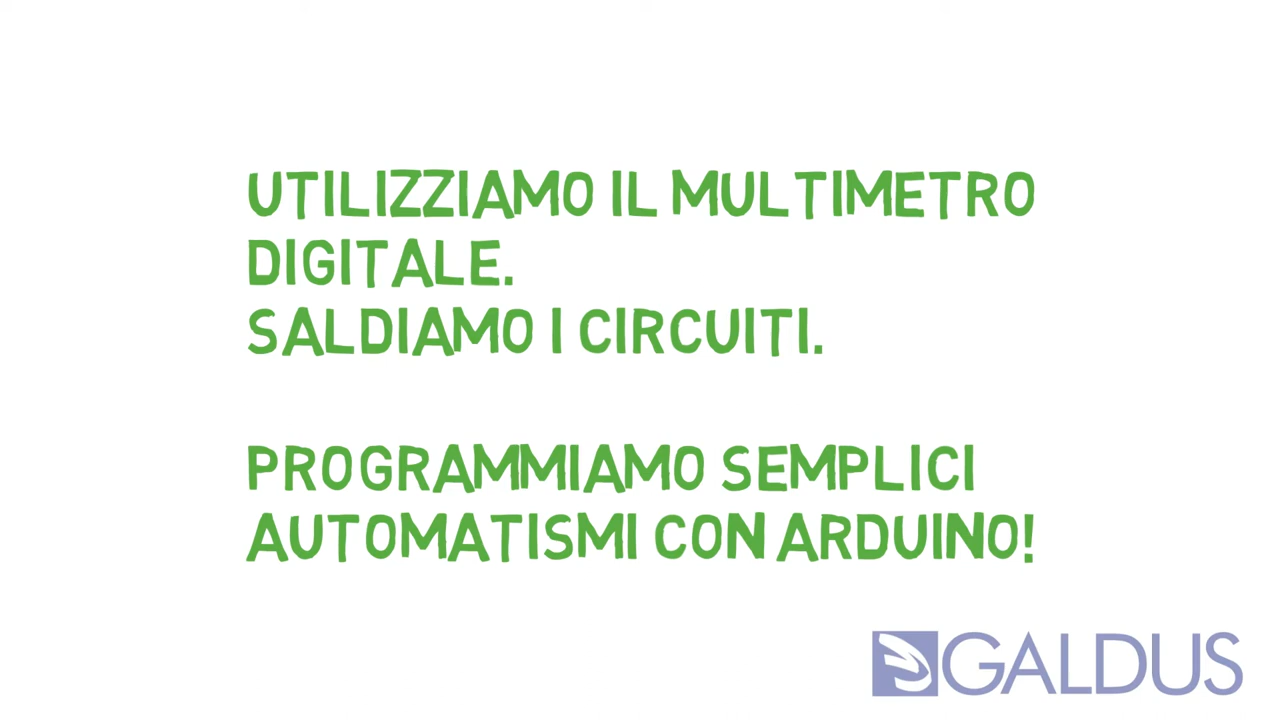 UTILIZZIAMO IL MULTIMETRO
DIGITALE.
SALDIAMO I CIRCUITI.
PROGRAMMIAMO SEMPLICI
AUTOMATISMI CON ARDUINO!
GALDUS